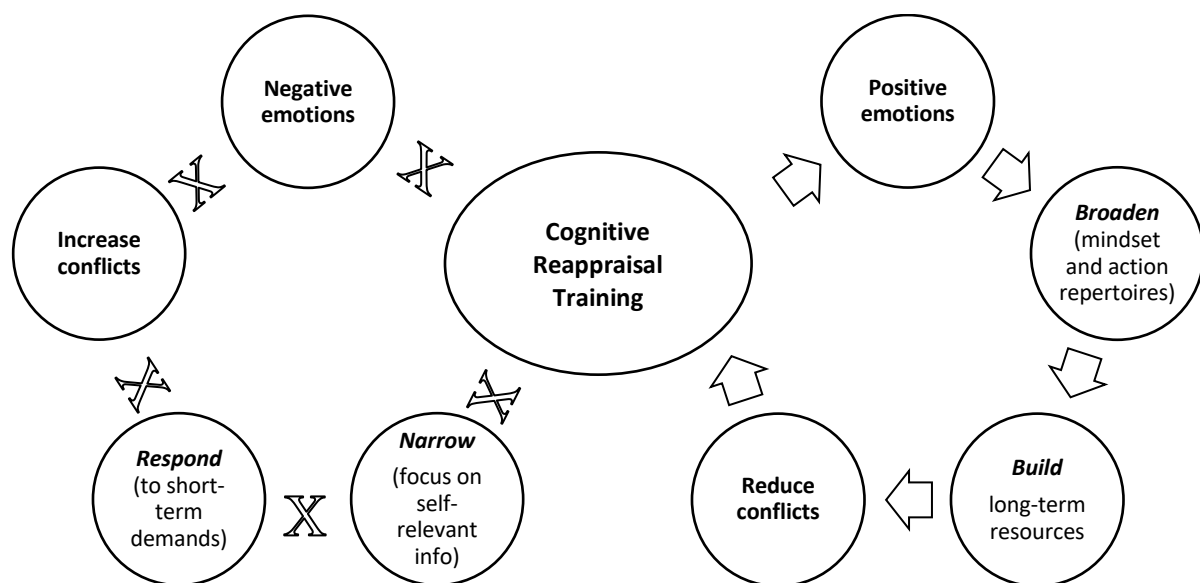 Negative
emotions
Positive
emotions
Increase
conflicts
Cognitive
Reappraisal
Training
Broaden
(mindset
and action
repertoires)
Respond
(to short-
term
demands)
Narrow
(focus on
self-
relevant
info)
Reduce
conflicts
Build
long-term
resources
X
X
X
X
X